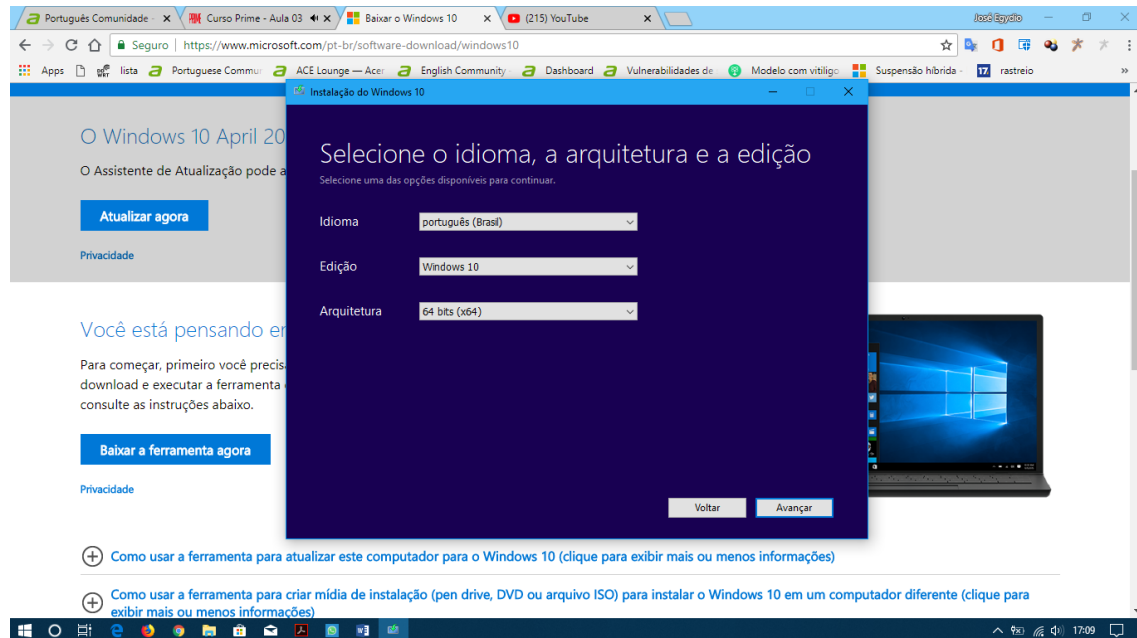 Português Comunidade -
Curso Prime - Aula 03
Baixar o Windows 10
(215) YouTube
José Egydio
Seguro
https://www.microsoft.com/pt-br/software-download/windows10
Apps
lista
Portuguese Commu
ACE Lounge — Acer
English Community -
Dashboard
Vulnerabilidades de
Modelo com vitiligo
Suspensão híbrida -
17
rastreio
»
Instalação do Windows 10
O Windows 10 April 20
O Assistente de Atualização pode a
Atualizar agora
Privacidade
Selecione o idioma, a arquitetura e a edição
Selecione uma das opções disponíveis para continuar.
Idioma
português (Brasil)
Edição
Windows 10
Arquitetura
64 bits (x64)
Voltar
Avançar
Você está pensando em
Para começar, primeiro você precis
download e executar a ferramenta
consulte as instruções abaixo.
Baixar a ferramenta agora
Privacidade
Como usar a ferramenta para atualizar este computador para o Windows 10 (clique para exibir mais ou menos informações)
Como usar a ferramenta para criar mídia de instalação (pen drive, DVD ou arquivo ISO) para instalar o Windows 10 em um computador diferente (clique para
exibir mais ou menos informações)
17:09